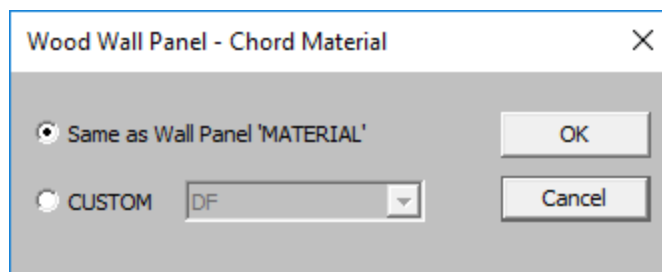 Wood Wall Panel - Chord Material
Same as Wall Panel 'MATERIAL'
OK
CUSTOM
DF
Cancel